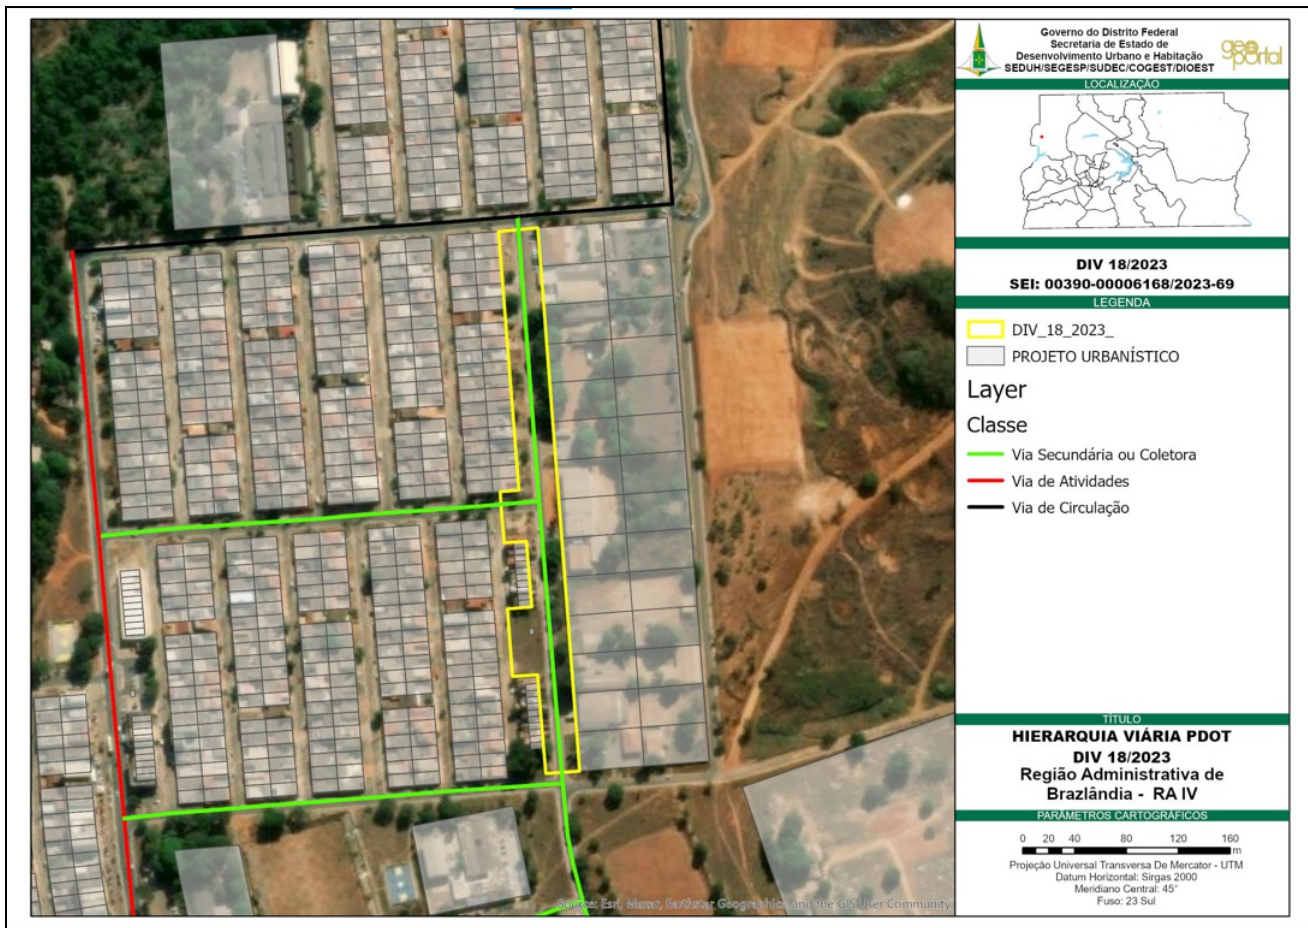 Governo do Distrito Federal
Secretaria de Estado de
Desenvolvimento Urbano e Habitação
SEDUH/SEGESP/SUDEC/COGEST/DIOEST
geo
portal
LOCALIZAÇÃO
DIV 18/2023
SEI: 00390-00006168/2023-69
LEGENDA
DIV_18_2023_
PROJETO URBANÍSTICO
Layer
Classe
Via Secundária ou Coletora
Via de Atividades
Via de Circulação
TÍTULO
HIERARQUIA VIÁRIA PDOT
DIV 18/2023
Região Administrativa de
Brazlândia - RA IV
PARÂMETROS CARTOGRÁFICOS
0 20 40 80 120 160
m
Projeção Universal Transversa De Mercator - UTM
Datum Horizontal: Sirgas 2000
Meridiano Central: 45°
Fuso: 23 Sul
Source: Esri, Maxar, Earthstar Geographics, and the GIS User Community